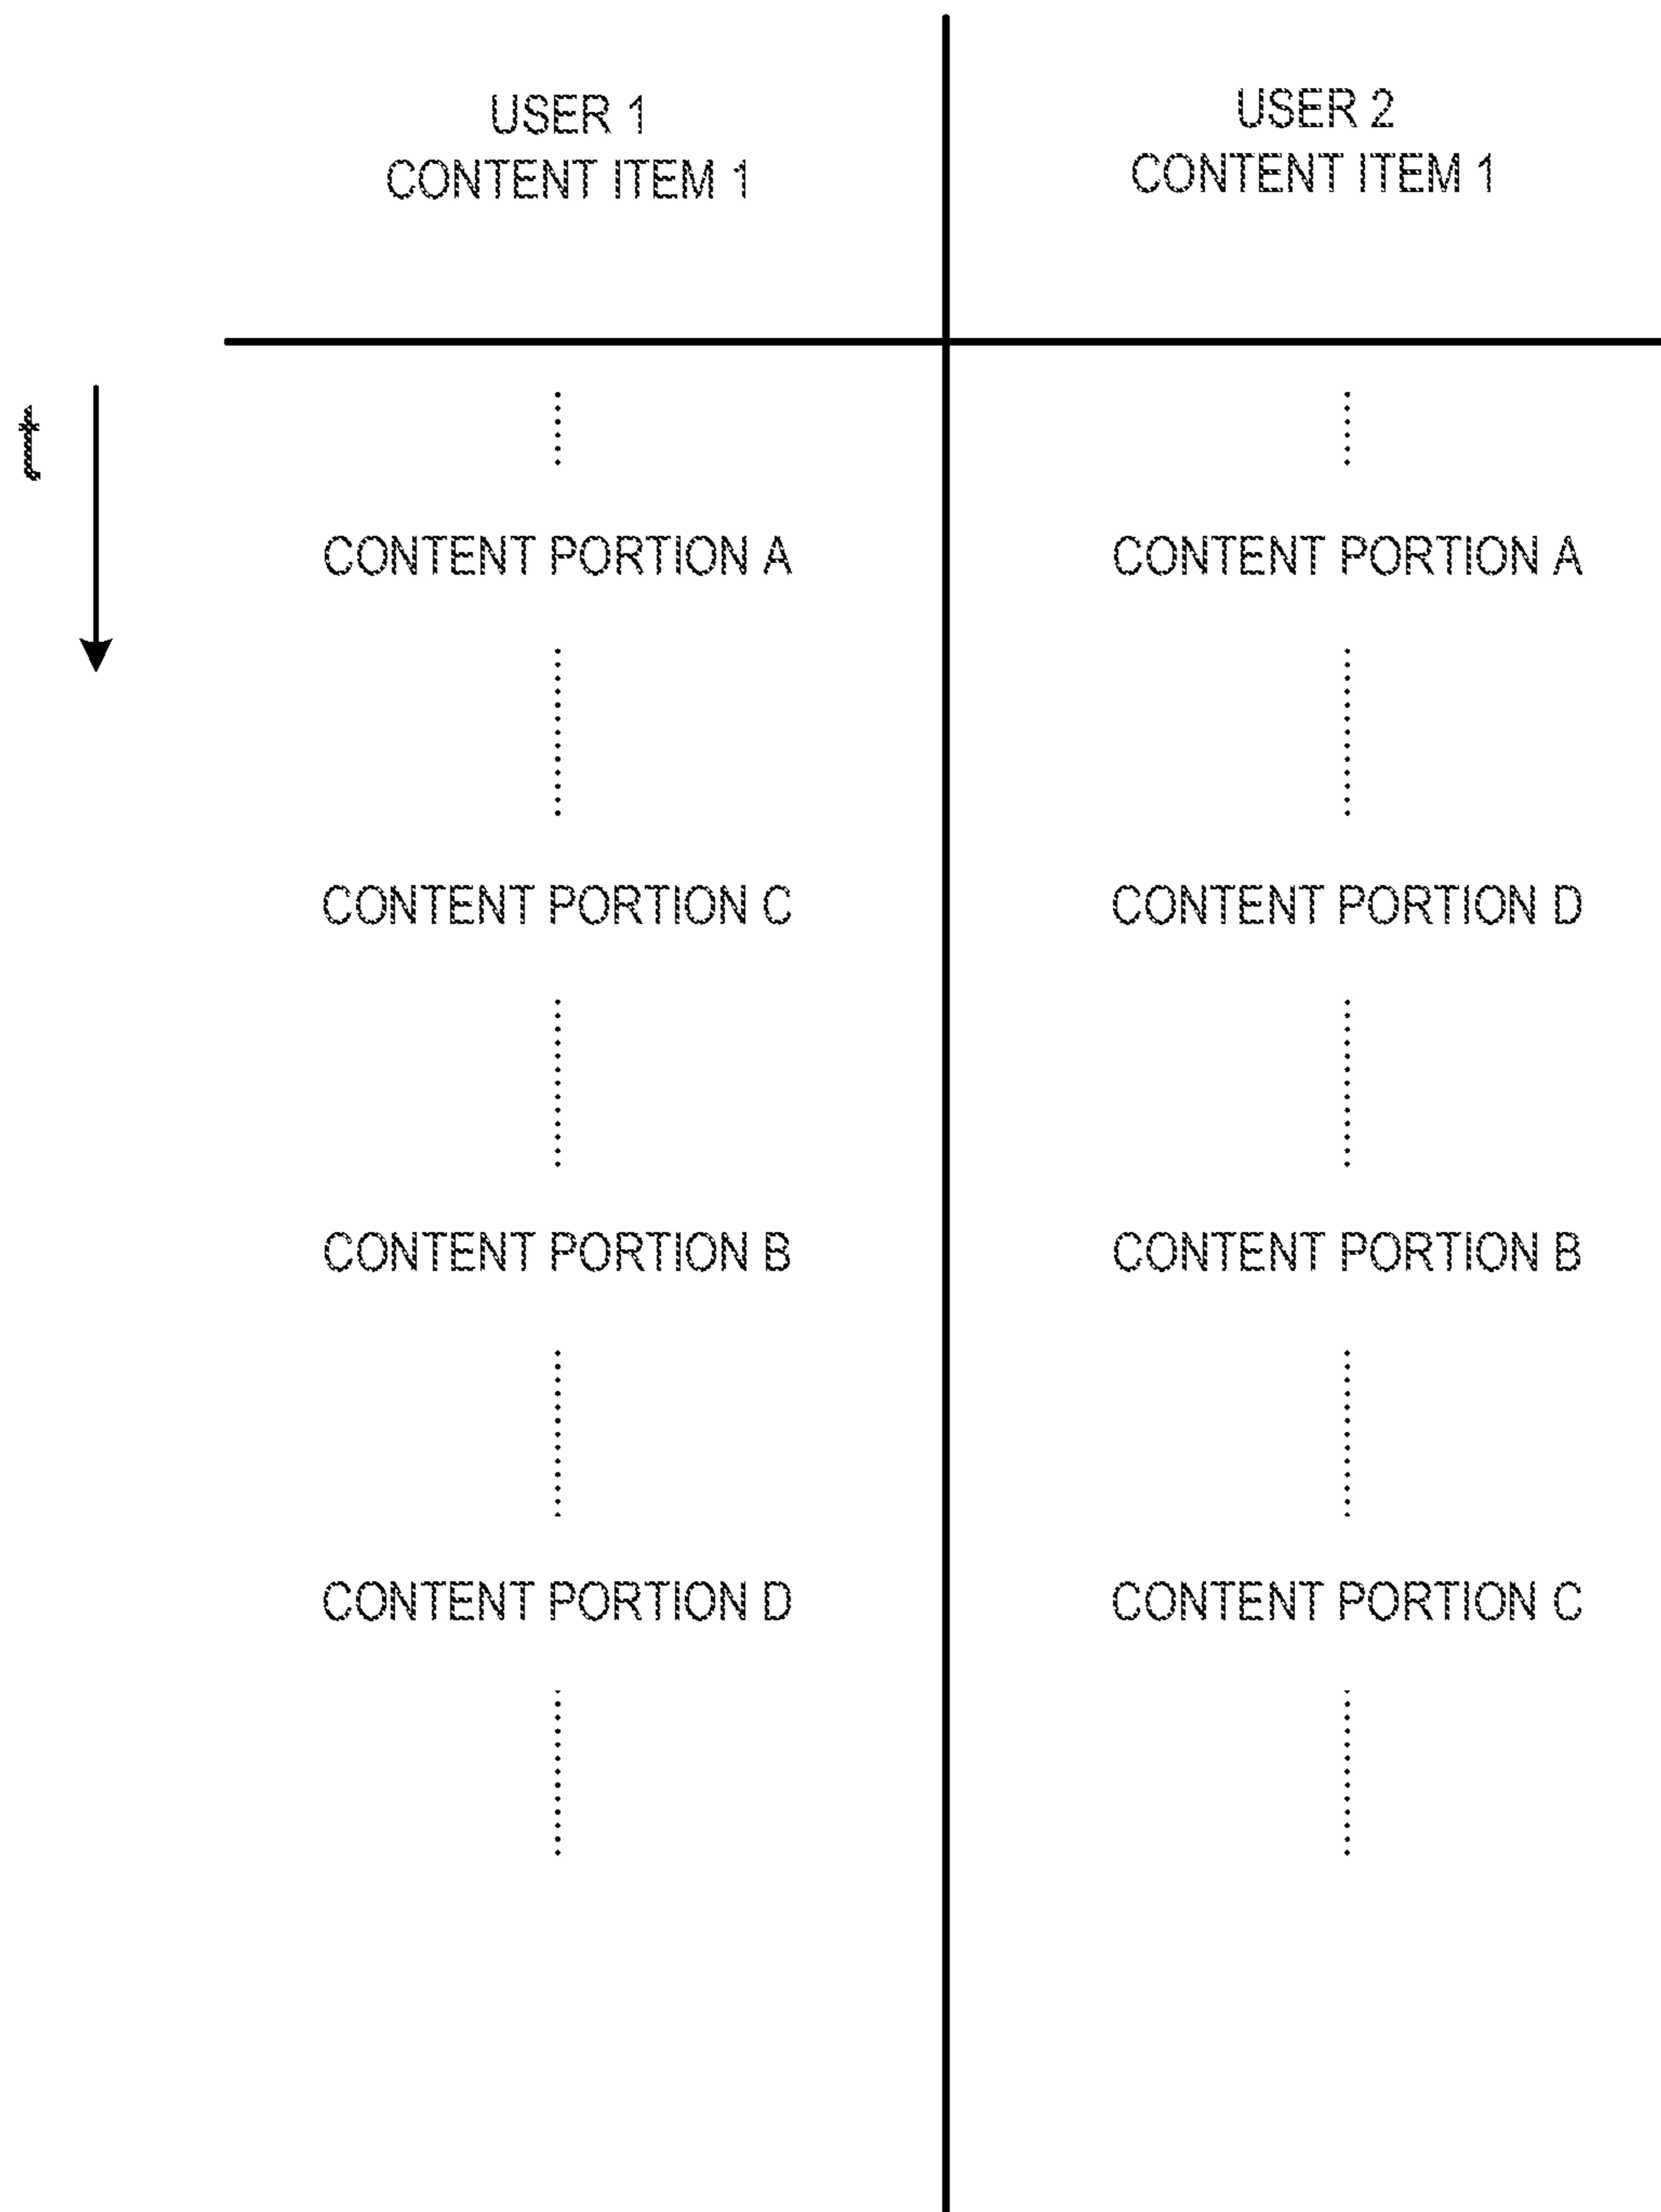 USER 1
CONTENT ITEM 1
USER 2
CONTENT ITEM 1
t
CONTENT PORTION A
CONTENT PORTION A
CONTENT PORTION C
CONTENT PORTION D
CONTENT PORTION B
CONTENT PORTION B
CONTENT PORTION D
CONTENT PORTION C